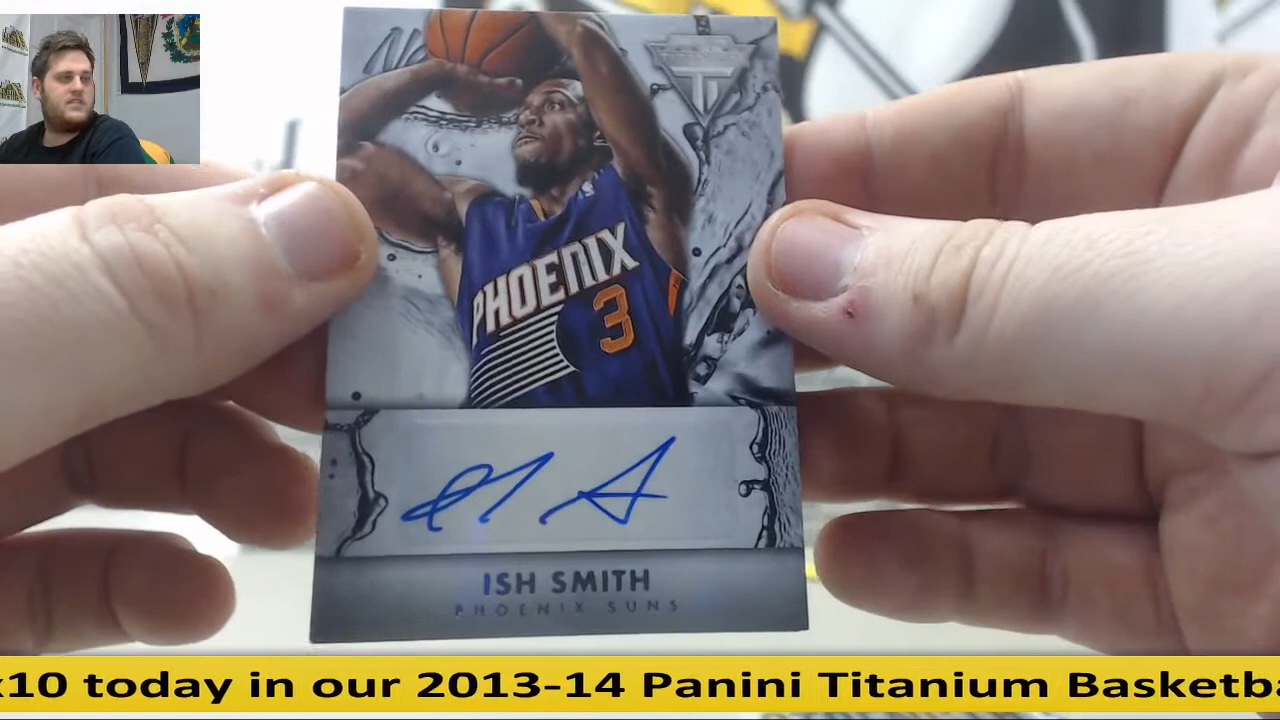 PHOENIX
3
ISH SMITH
PHOENIX SUNS
x10 today in our 2013-14 Panini Titanium Basketba